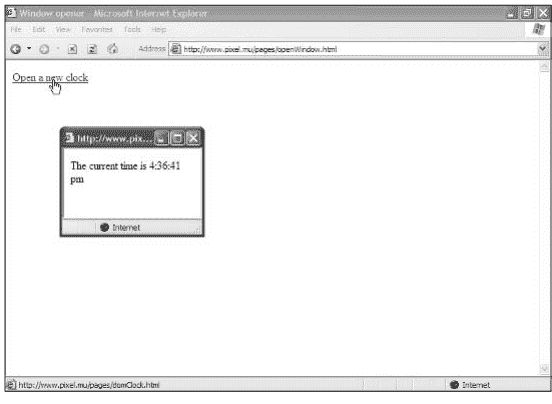 Window opener - Microsoft Internet Explorer
File Edit View Favorites Tools Help
Address http://www.pixel.mu/pages/openWindow.html
Open a new clock
http://www.pix...
The current time is 4:36:41
pm
Internet
http://www.pixel.mu/pages/domClock.html Internet